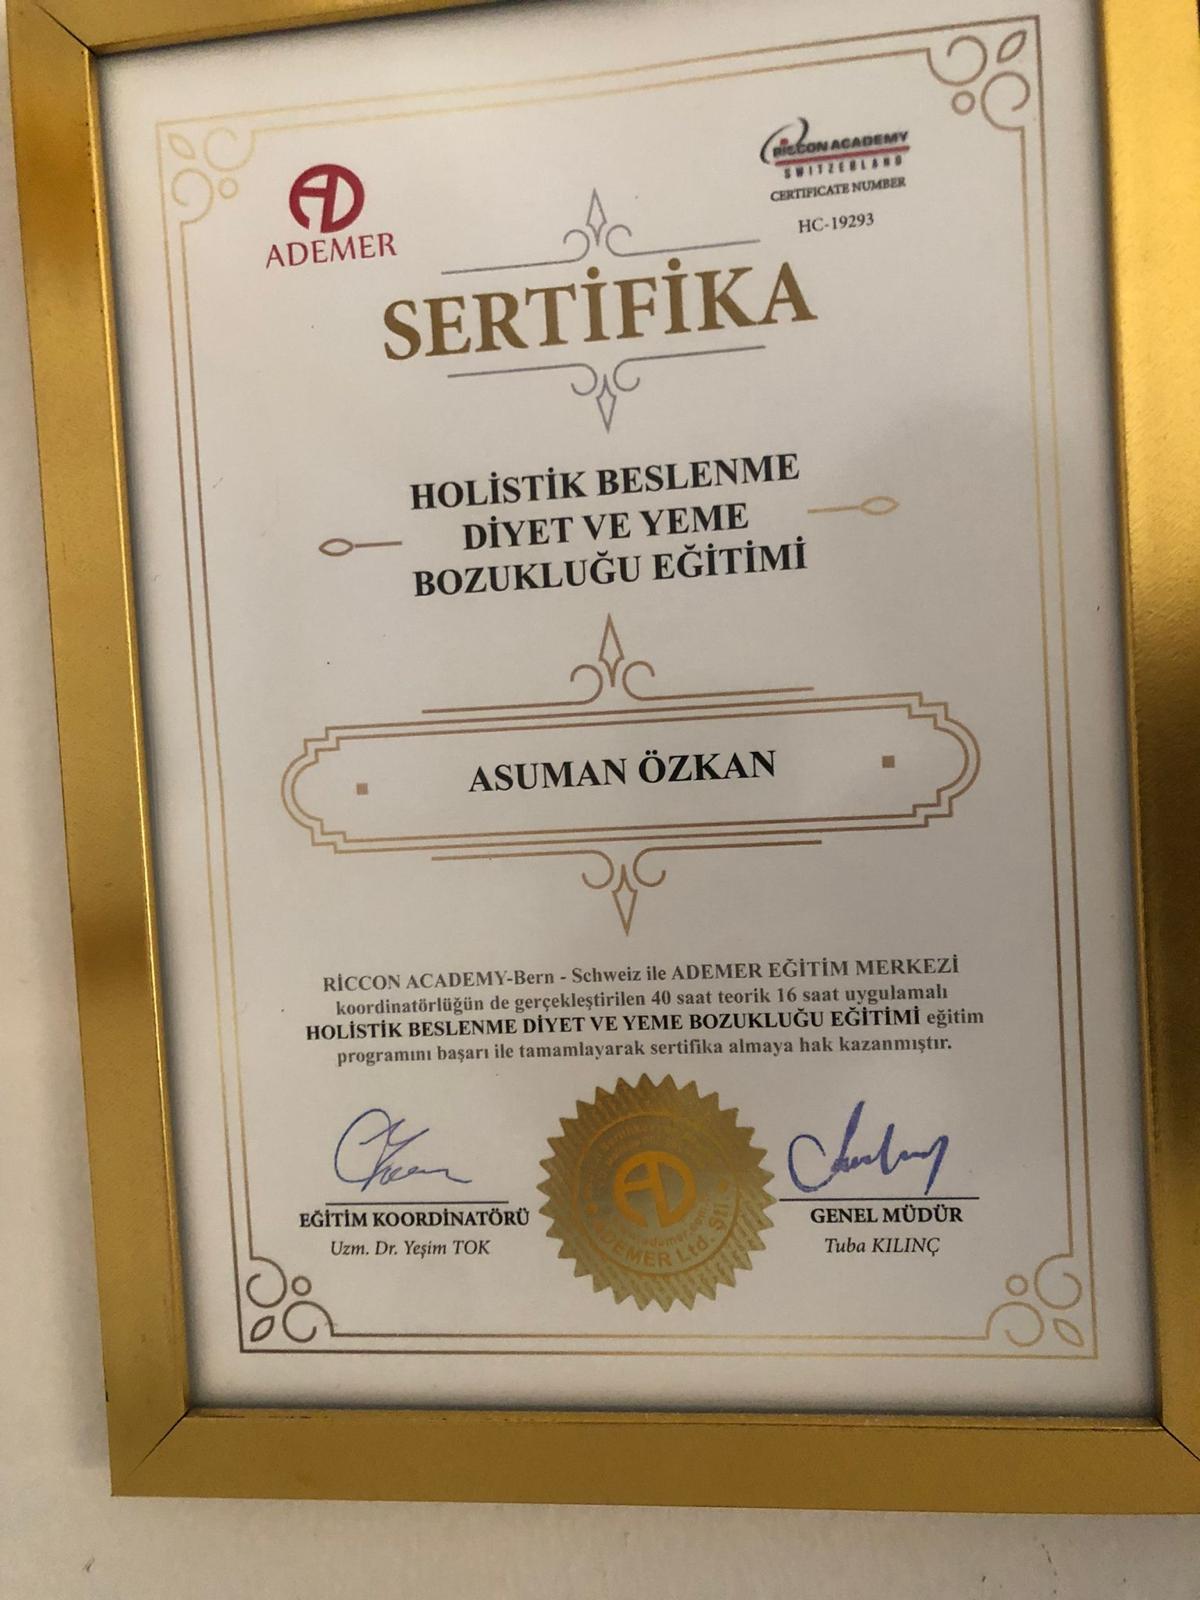 ADEMER
RICCON ACADEMY
SWITZERLAND
CERTIFICATE NUMBER
HC-19293
SERTİFİKA
HOLİSTİK BESLENME
DİYET VE YEME
BOZUKLUĞU EĞİTİMİ
ASUMAN ÖZKAN
RİCCON ACADEMY-Bern - Schweiz ile ADEMER EĞİTİM MERKEZİ
koordinatörlüğün de gerçekleştirilen 40 saat teorik 16 saat uygulamalı
HOLİSTİK BESLENME DİYET VE YEME BOZUKLUĞU EĞİTİMİ eğitim
programını başarı ile tamamlayarak sertifika almaya hak kazanmıştır.
EĞİTİM KOORDİNATÖRÜ
Uzm. Dr. Yeşim TOK
ADEMER Ltd. Şti.
GENEL MÜDÜR
Tuba KILINÇ